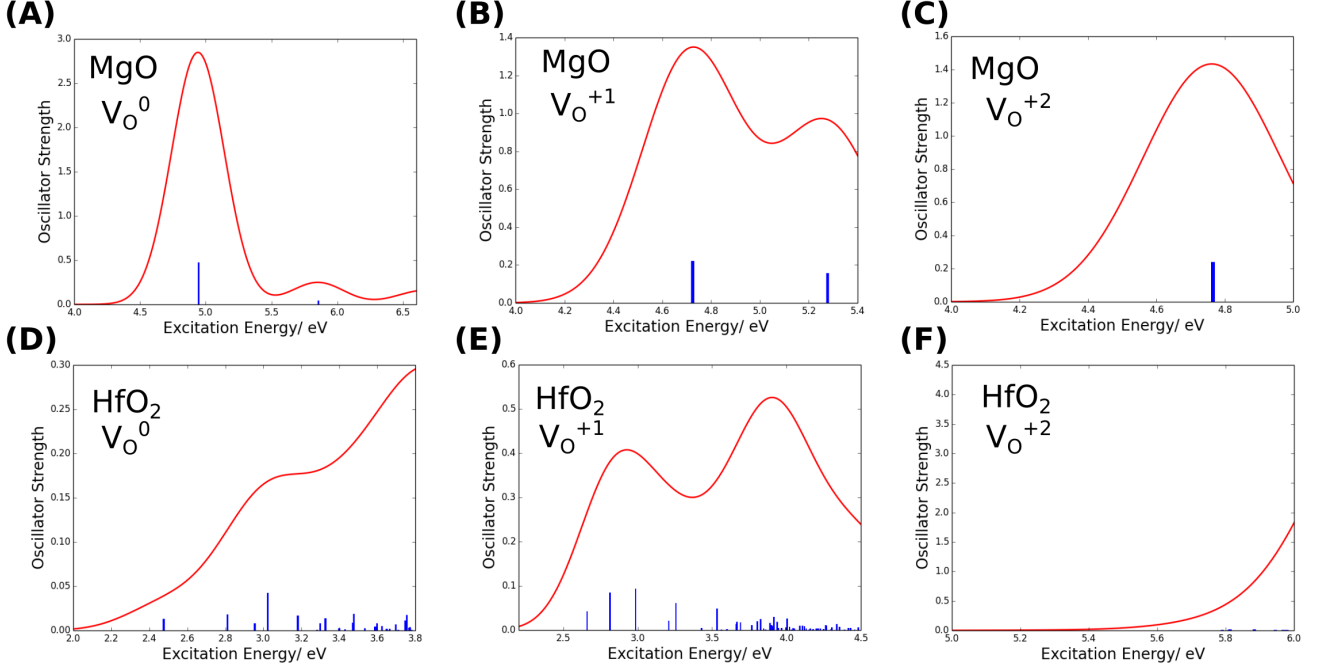 (A)
MgO
V_O^0
Oscillator Strength
3.0
2.5
2.0
1.5
1.0
0.5
0.0
4.0 4.5 5.0 5.5 6.0 6.5
Excitation Energy/ eV
(B)
MgO
V_O^+1
Oscillator Strength
1.4
1.2
1.0
0.8
0.6
0.4
0.2
0.0
4.0 4.2 4.4 4.6 4.8 5.0 5.2 5.4
Excitation Energy/ eV
(C)
MgO
V_O^+2
Oscillator Strength
1.6
1.4
1.2
1.0
0.8
0.6
0.4
0.2
0.0
4.0 4.2 4.4 4.6 4.8 5.0
Excitation Energy/ eV
(D)
HfO₂
V_O^0
Oscillator Strength
0.30
0.25
0.20
0.15
0.10
0.05
0.00
2.0 2.2 2.4 2.6 2.8 3.0 3.2 3.4 3.6 3.8
Excitation Energy/ eV
(E)
HfO₂
V_O^+1
Oscillator Strength
0.6
0.5
0.4
0.3
0.2
0.1
0.0
2.5 3.0 3.5 4.0 4.5
Excitation Energy/ eV
(F)
HfO₂
V_O^+2
Oscillator Strength
4.5
4.0
3.5
3.0
2.5
2.0
1.5
1.0
0.5
0.0
5.0 5.2 5.4 5.6 5.8 6.0
Excitation Energy/ eV